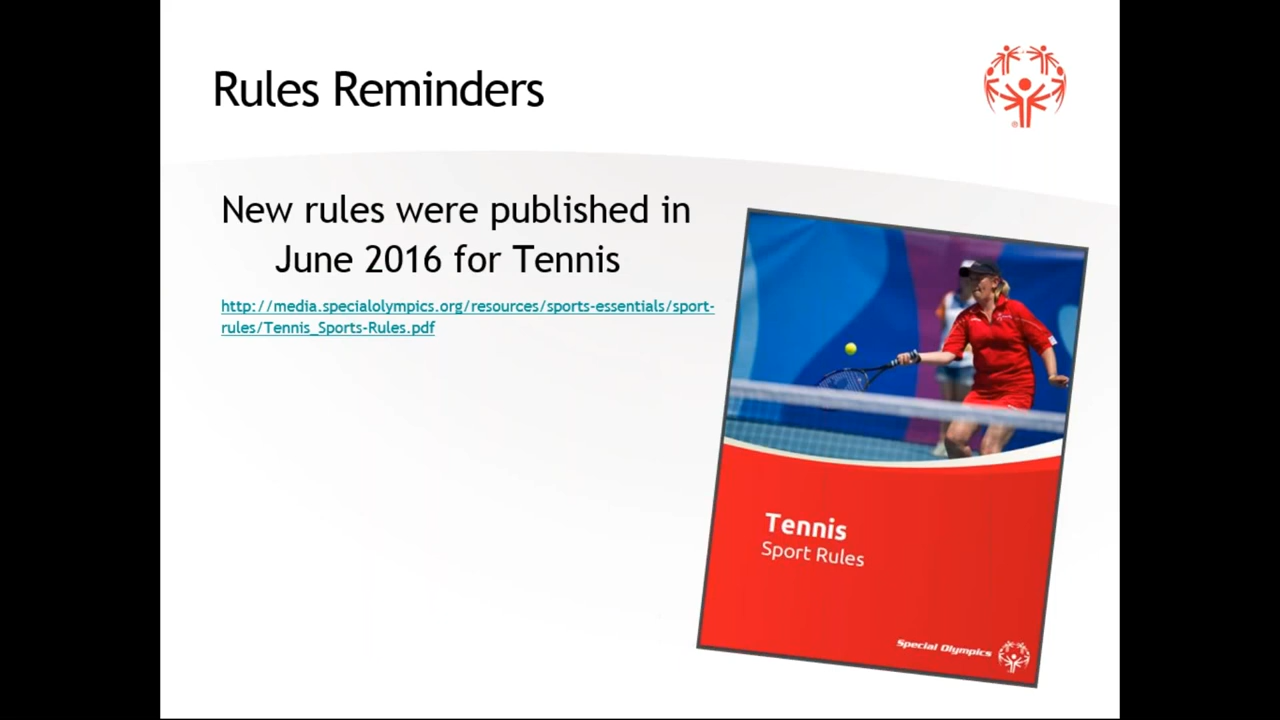 Rules Reminders
New rules were published in
June 2016 for Tennis
http://media.specialolympics.org/resources/sports-essentials/sport-
rules/Tennis_Sports-Rules.pdf
Tennis
Sport Rules
Special Olympics
®